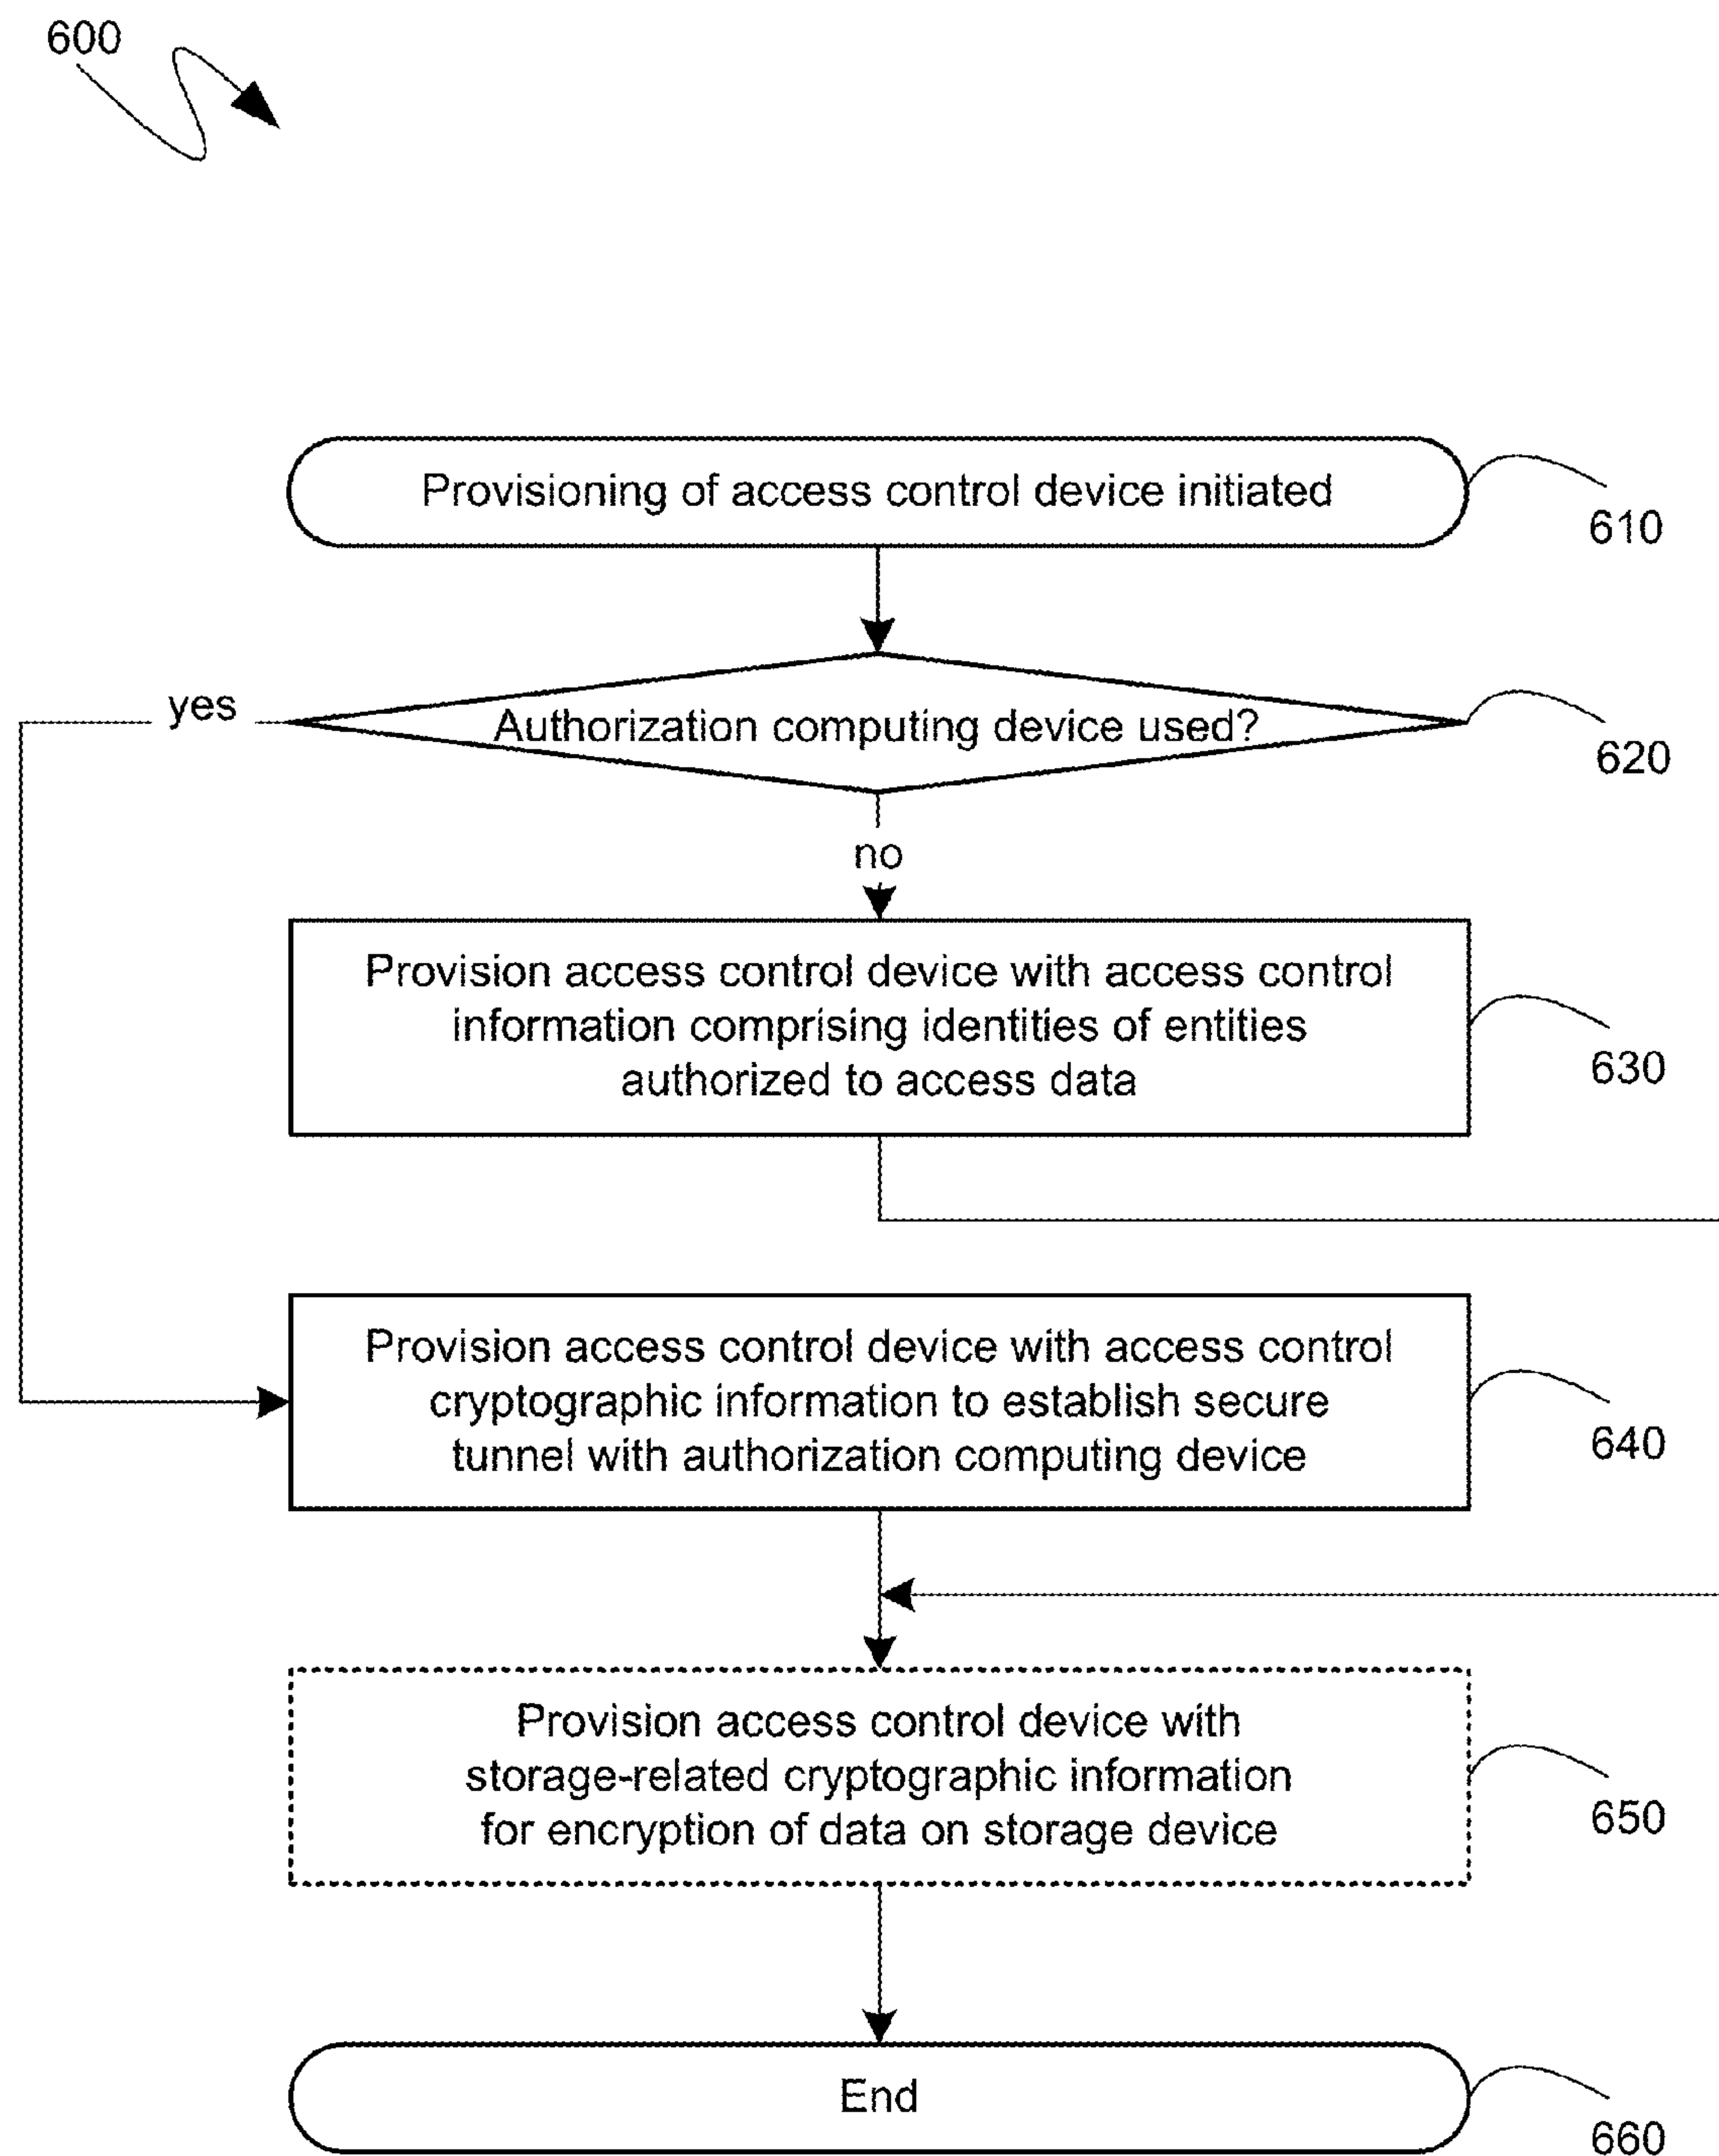 600
Provisioning of access control device initiated
610
yes
Authorization computing device used?
620
no
Provision access control device with access control
information comprising identities of entities
authorized to access data
630
Provision access control device with access control
cryptographic information to establish secure
tunnel with authorization computing device
640
Provision access control device with
storage-related cryptographic information
for encryption of data on storage device
650
End
660